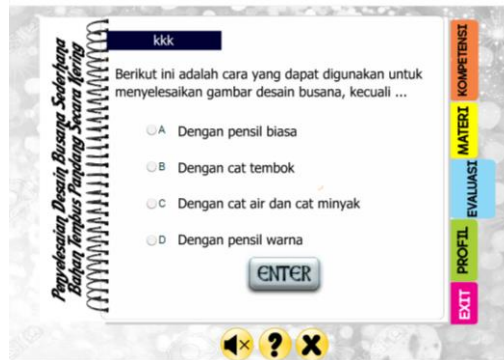 Penyelesaian Desain Busana Sederhana
Bahan Tembus Pandang Secara Kering
kkk
Berikut ini adalah cara yang dapat digunakan untuk
menyelesaikan gambar desain busana, kecuali ...
A Dengan pensil biasa
B Dengan cat tembok
C Dengan cat air dan cat minyak
D Dengan pensil warna
ENTER
KOMPETENSI
MATERI
EVALUASI
PROFIL
EXIT
? X